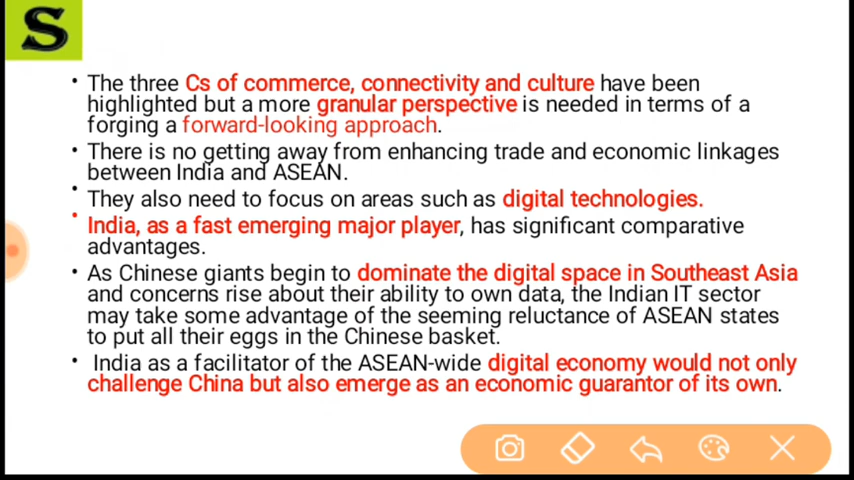 S
• The three Cs of commerce, connectivity and culture have been
highlighted but a more granular perspective is needed in terms of a
forging a forward-looking approach.
• There is no getting away from enhancing trade and economic linkages
between India and ASEAN.
• They also need to focus on areas such as digital technologies.
• India, as a fast emerging major player, has significant comparative
advantages.
• As Chinese giants begin to dominate the digital space in Southeast Asia
and concerns rise about their ability to own data, the Indian IT sector
may take some advantage of the seeming reluctance of ASEAN states
to put all their eggs in the Chinese basket.
• India as a facilitator of the ASEAN-wide digital economy would not only
challenge China but also emerge as an economic guarantor of its own.